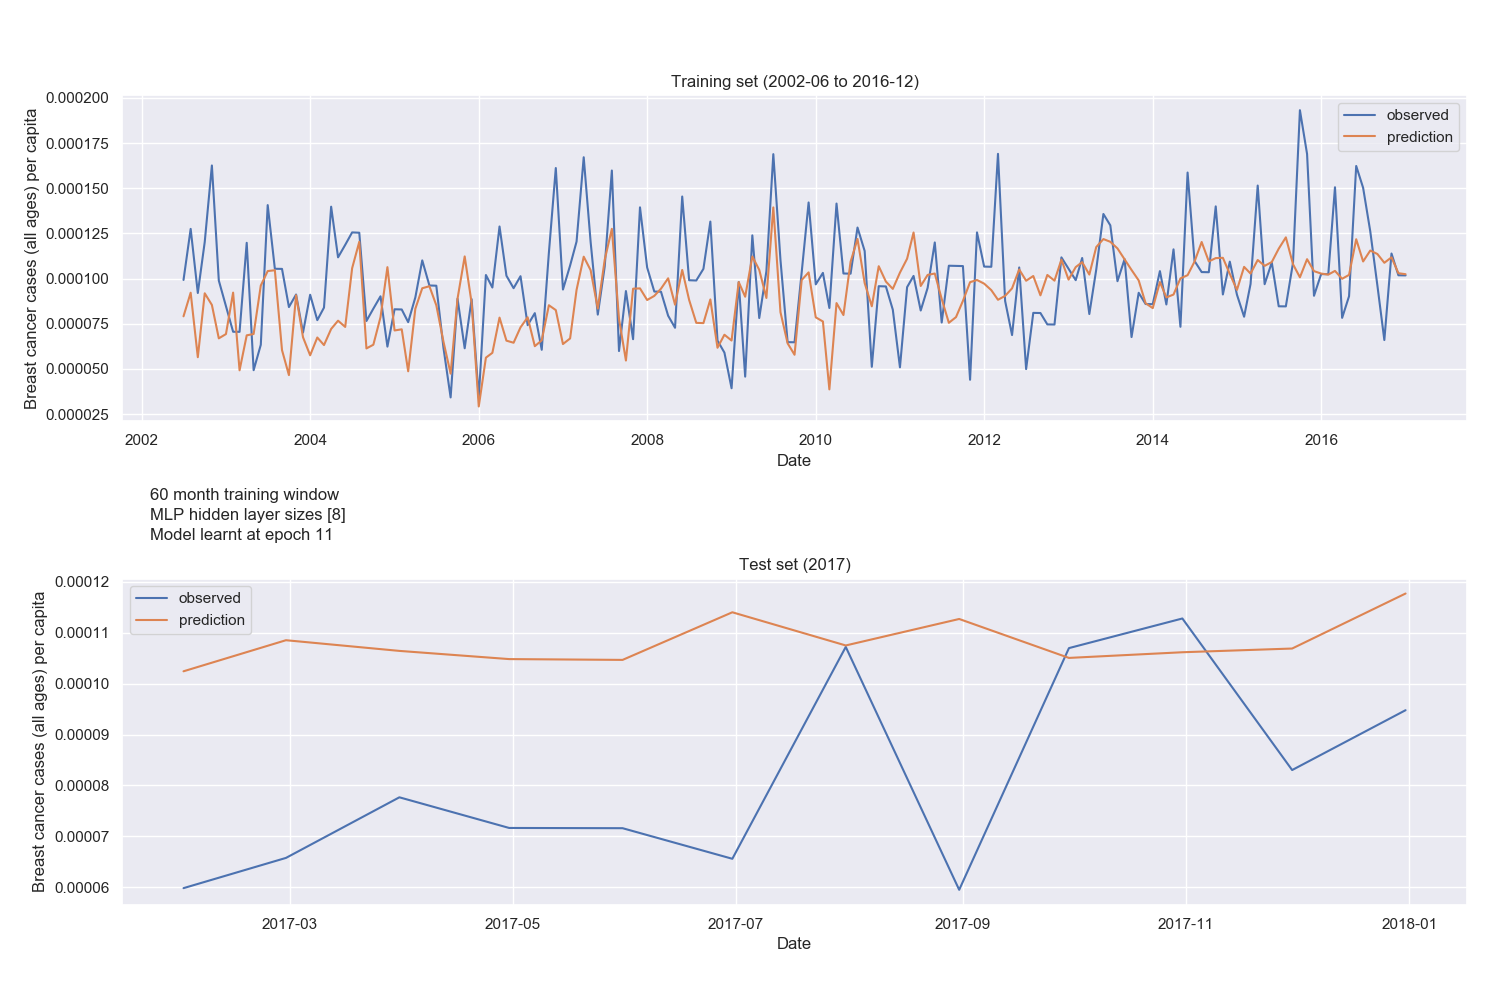 Training set (2002-06 to 2016-12)
Breast cancer cases (all ages) per capita
0.000200
0.000175
0.000150
0.000125
0.000100
0.000075
0.000050
0.000025
observed
prediction
2002 2004 2006 2008 2010 2012 2014 2016
Date
60 month training window
MLP hidden layer sizes [8]
Model learnt at epoch 11
Test set (2017)
Breast cancer cases (all ages) per capita
0.00012
0.00011
0.00010
0.00009
0.00008
0.00007
0.00006
observed
prediction
2017-03 2017-05 2017-07 2017-09 2017-11 2018-01
Date